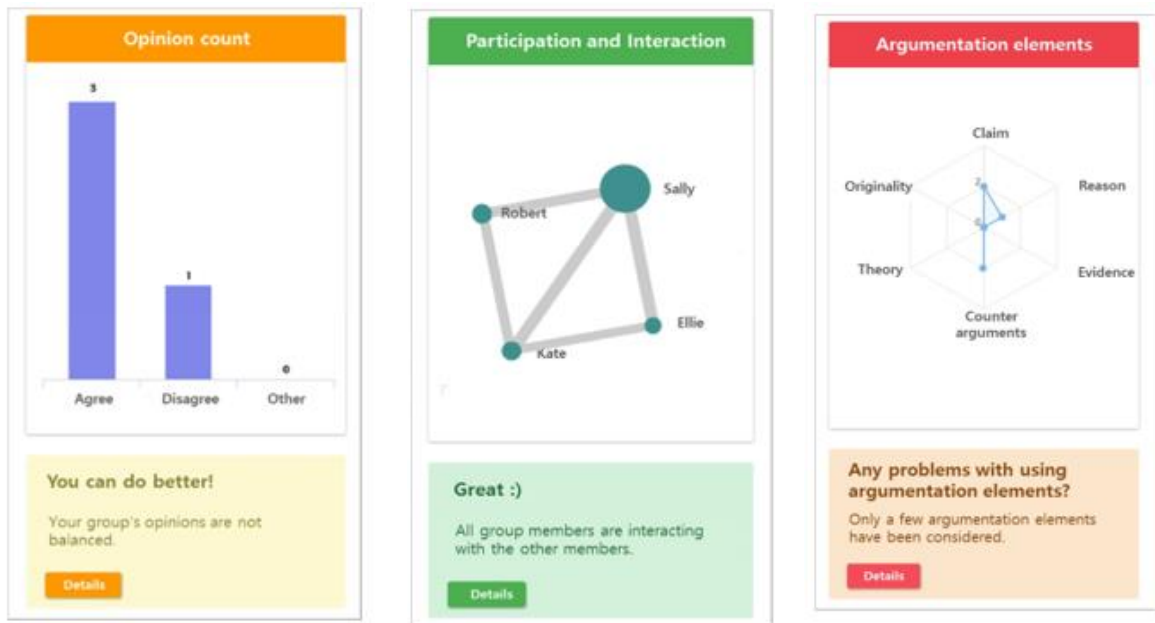 Opinion count
3
1
0
Agree Disagree Other
You can do better!
Your group's opinions are not
balanced.
Details
Participation and Interaction
Sally
Robert
Ellie
Kate
Great :)
All group members are interacting
with the other members.
Details
Argumentation elements
Claim
Originality Reason
2
0
Theory Evidence
Counter
arguments
Any problems with using
argumentation elements?
Only a few argumentation elements
have been considered.
Details